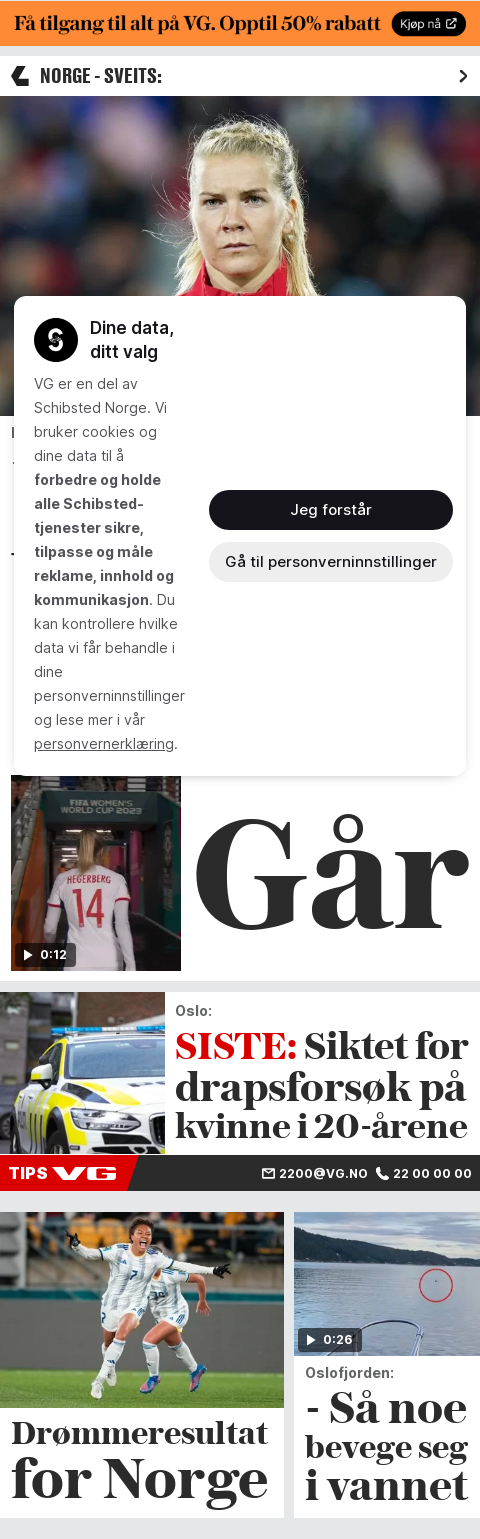 Få tilgang til alt på VG. Opptil 50% rabatt
Kjøp nå
NORGE - SVEITS:
Dine data,
ditt valg
VG er en del av
Schibsted Norge. Vi
bruker cookies og
dine data til å
forbedre og holde
alle Schibsted-
tjenester sikre,
tilpasse og måle
reklame, innhold og
kommunikasjon. Du
kan kontrollere hvilke
data vi får behandle i
dine
personverninnstillinger
og lese mer i vår
personvernerklæring.
Jeg forstår
Gå til personverninnstillinger
FIFA WOMEN'S
WORLD CUP 2023
HEGERBERG
14
0:12
Går
Oslo:
SISTE: Siktet for
drapsforsøk på
kvinne i 20-årene
TIPS VG
2200@VG.NO
22 00 00 00
7
Drømmeresultat
for Norge
0:26
Oslofjorden:
- Så noe
bevege seg
i vannet